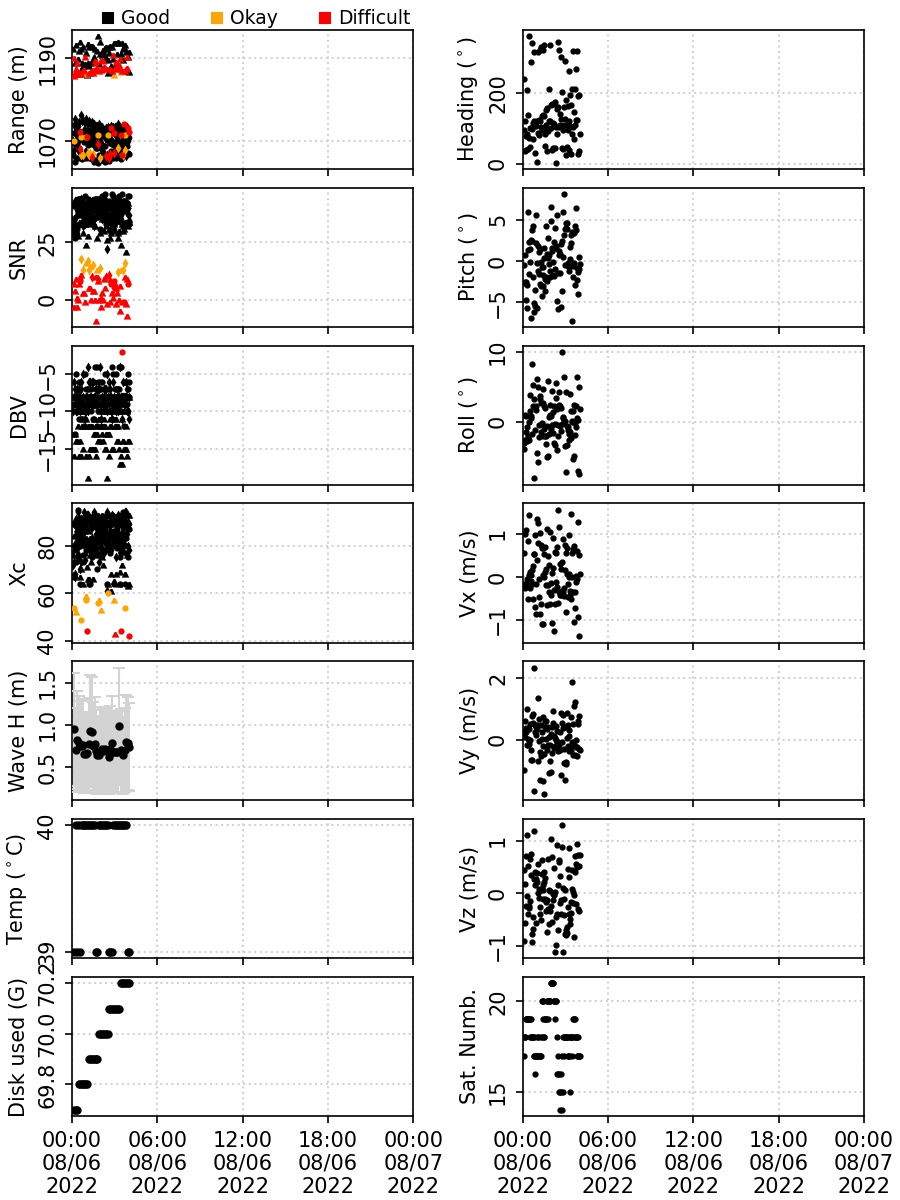 Good Okay Difficult
Range (m)
1190
1070
Heading (°)
200
0
SNR
25
0
Pitch (°)
5
0
−5
DBV
−5
−10
−15
Roll (°)
10
0
Xc
80
60
40
Vx (m/s)
1
0
−1
Wave H (m)
1.5
1.0
0.5
Vy (m/s)
2
0
Temp (°C)
40
39
Vz (m/s)
1
0
−1
Disk used (G)
70.2
70.0
69.8
Sat. Numb.
20
15
00:00 06:00 12:00 18:00 00:00
08/06 08/06 08/06 08/06 08/07
2022 2022 2022 2022 2022
00:00 06:00 12:00 18:00 00:00
08/06 08/06 08/06 08/06 08/07
2022 2022 2022 2022 2022